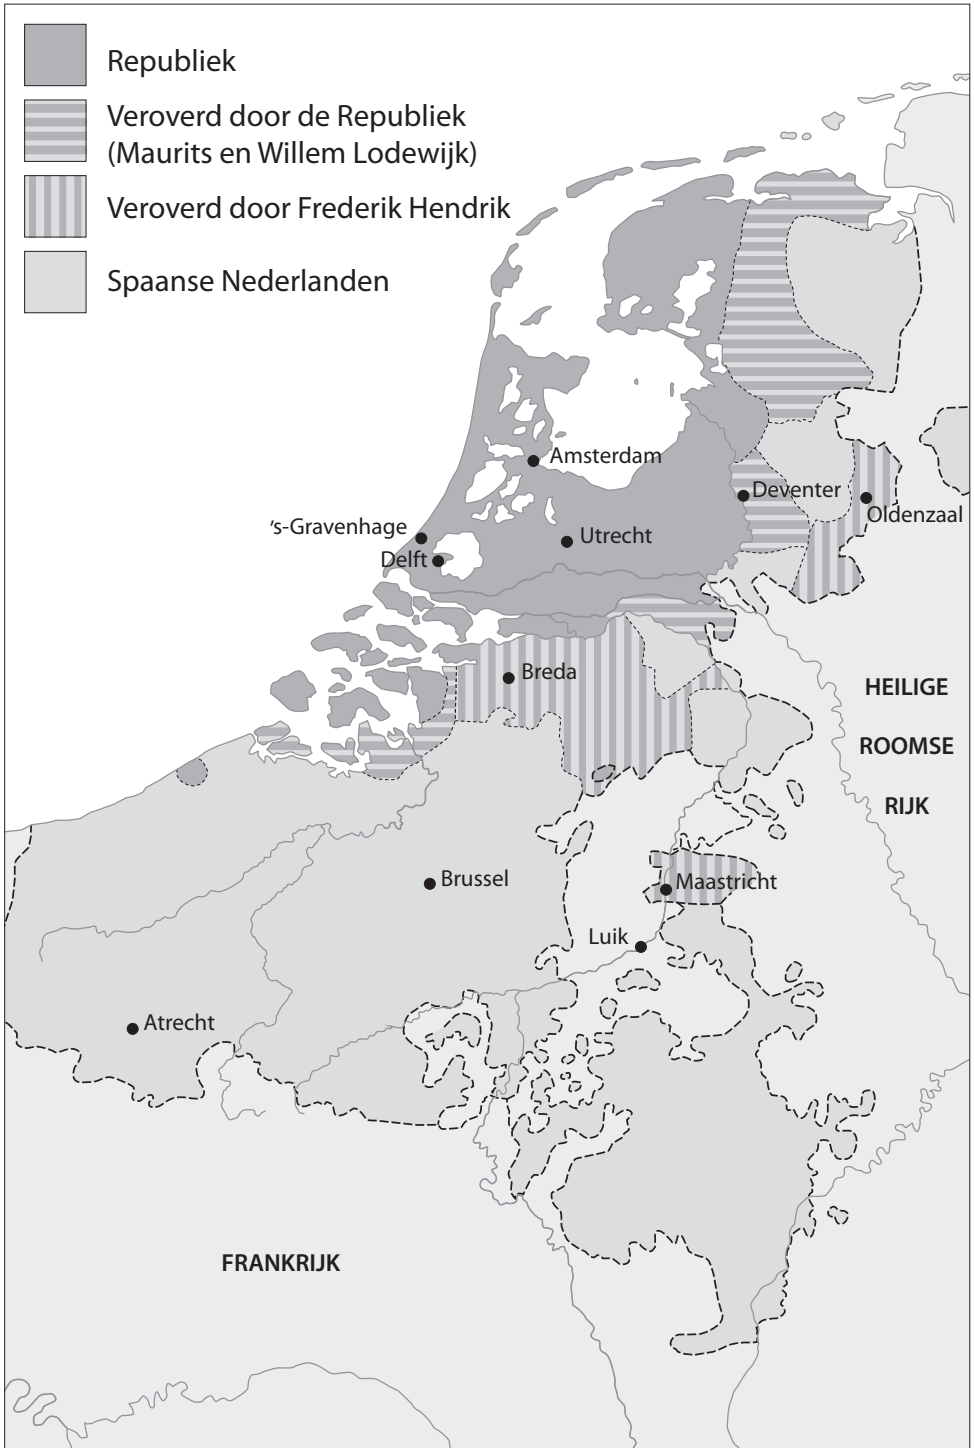 Republiek
Veroverd door de Republiek
(Maurits en Willem Lodewijk)
Veroverd door Frederik Hendrik
Spaanse Nederlanden
Amsterdam
Deventer
Oldenzaal
's-Gravenhage
Utrecht
Delft
Breda
HEILIGE
ROOMSE
RIJK
Brussel
Maastricht
Luik
Atrecht
FRANKRIJK